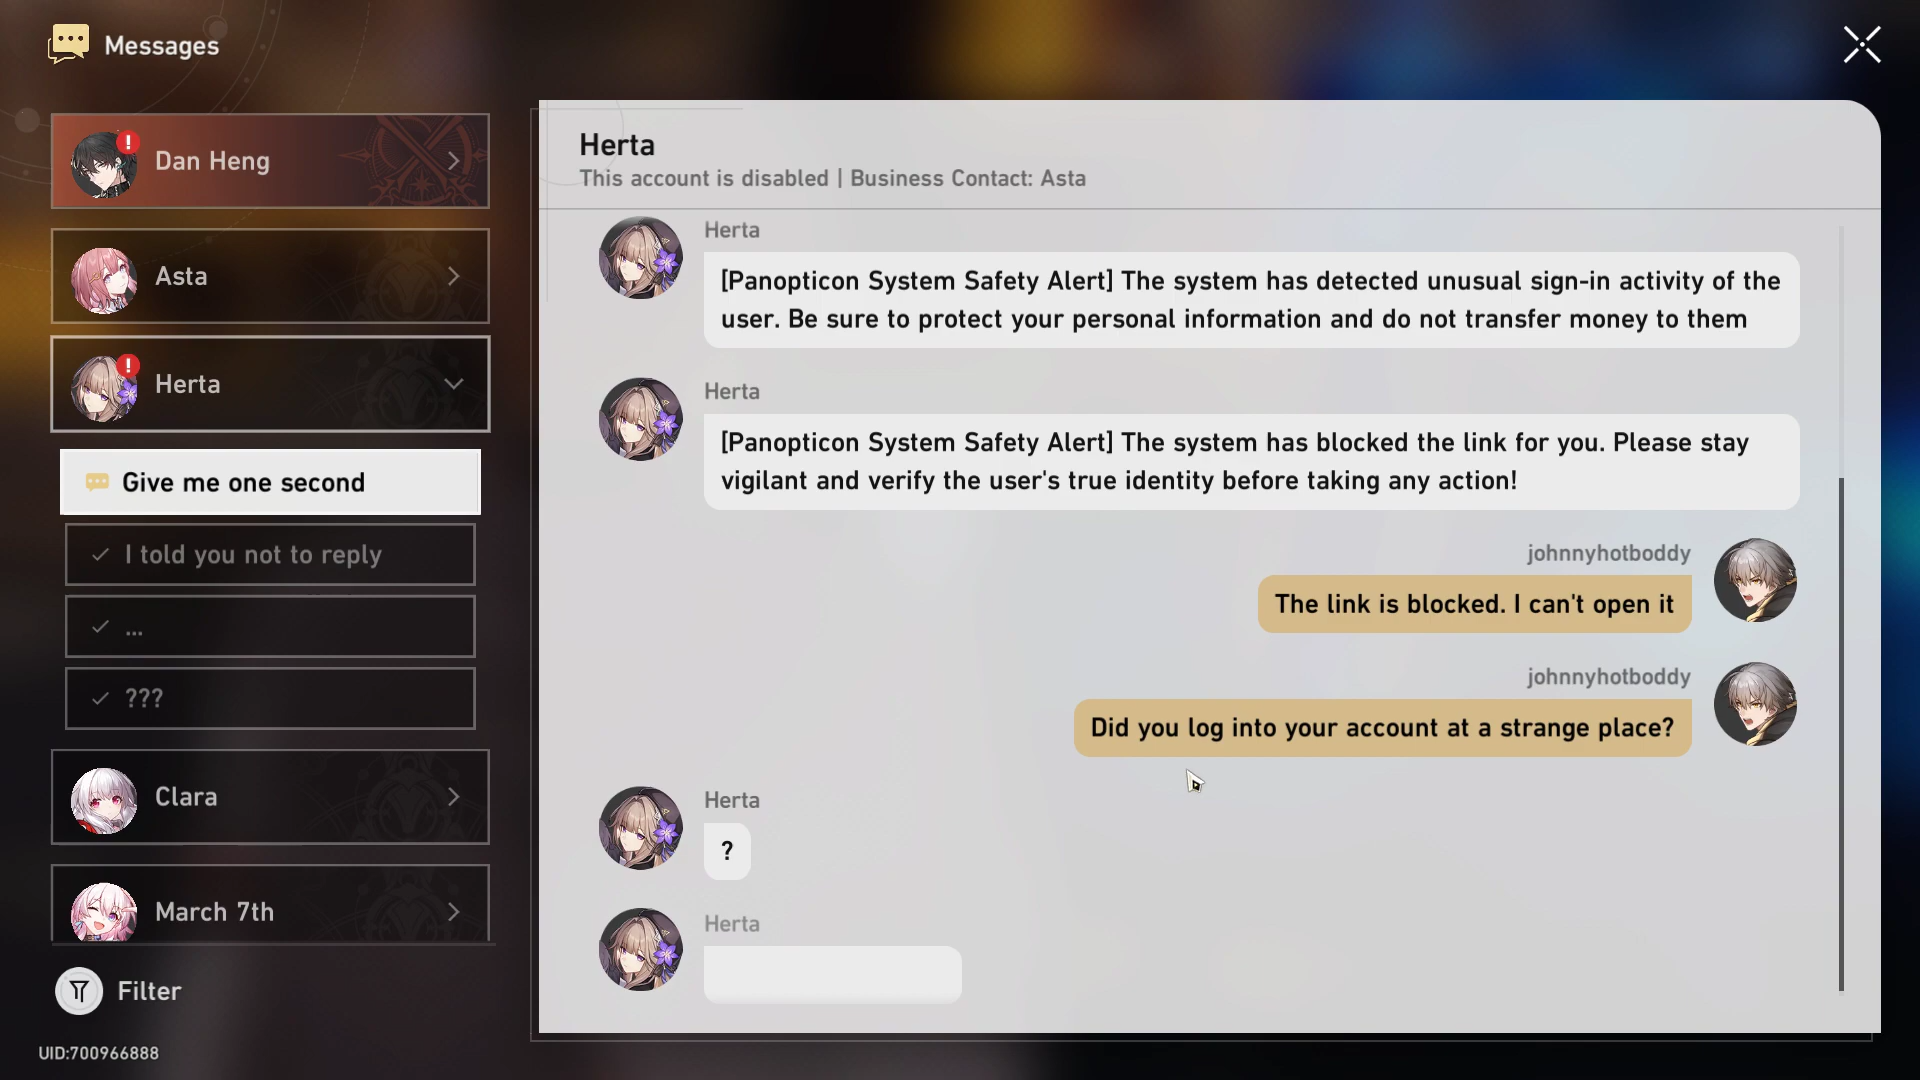 Messages
Dan Heng
Asta
Herta
Give me one second
I told you not to reply
...
???
Clara
March 7th
Filter
UID:700966888
Herta
This account is disabled | Business Contact: Asta
Herta
[Panopticon System Safety Alert] The system has detected unusual sign-in activity of the
user. Be sure to protect your personal information and do not transfer money to them
Herta
[Panopticon System Safety Alert] The system has blocked the link for you. Please stay
vigilant and verify the user's true identity before taking any action!
johnnyhotboddy
The link is blocked. I can't open it
johnnyhotboddy
Did you log into your account at a strange place?
Herta
?
Herta